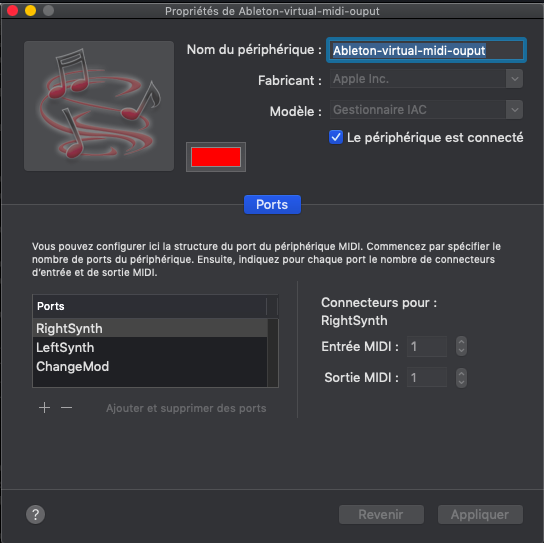 Propriétés de Ableton-virtual-midi-ouput
Nom du périphérique : Ableton-virtual-midi-ouput
Fabricant : Apple Inc.
Modèle : Gestionnaire IAC
Le périphérique est connecté
Ports
Vous pouvez configurer ici la structure du port du périphérique MIDI. Commencez par spécifier le
nombre de ports du périphérique. Ensuite, indiquez pour chaque port le nombre de connecteurs
d'entrée et de sortie MIDI.
Ports
RightSynth
LeftSynth
ChangeMod
Ajouter et supprimer des ports
Connecteurs pour :
RightSynth
Entrée MIDI : 1
Sortie MIDI : 1
? Revenir Appliquer